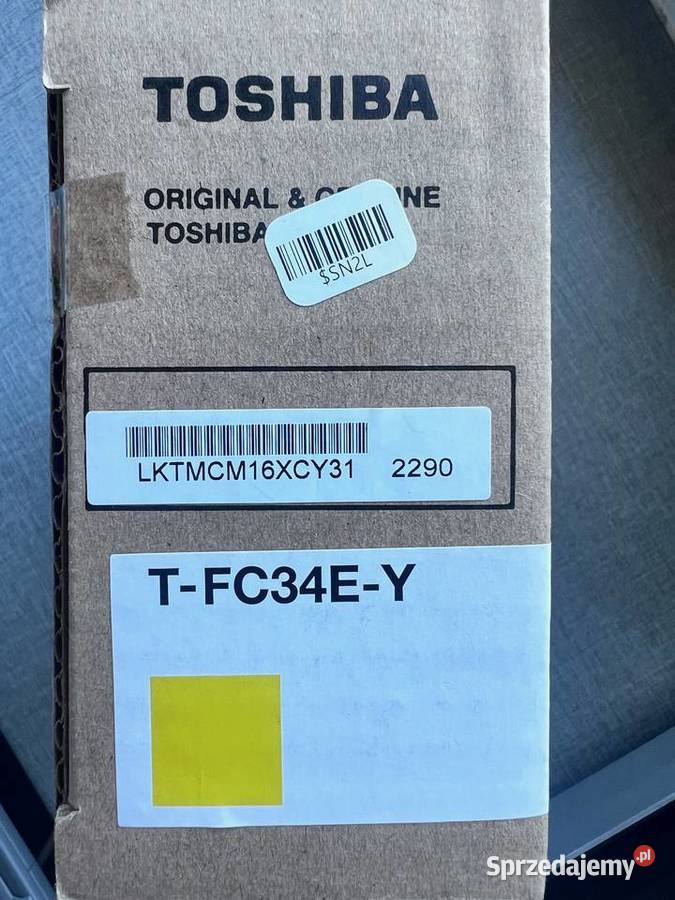 TOSHIBA
ORIGINAL &
TOSHIBA
$SN2L
LKTMCM16XCY31 2290
T-FC34E-Y
Sprzedajemy.pl